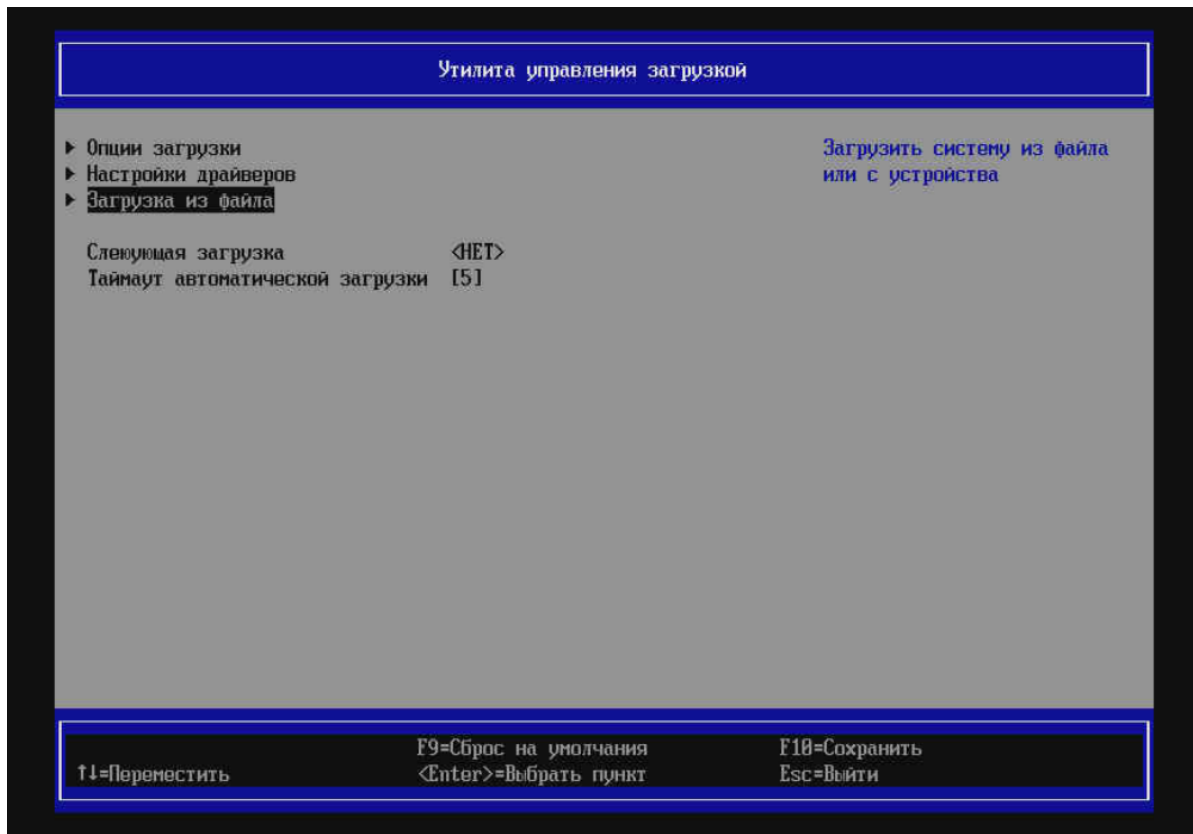 Утилита управления загрузкой
▶ Опции загрузки
▶ Настройки драйверов
▶ Загрузка из файла
Загрузить систему из файла
или с устройства
Слеюующая загрузка <НЕТ>
Таймаут автоматической загрузки [5]
F9=Сброс на умолчания F10=Сохранить
↑↓=Переместить <Enter>=Выбрать пункт Esc=Выйти